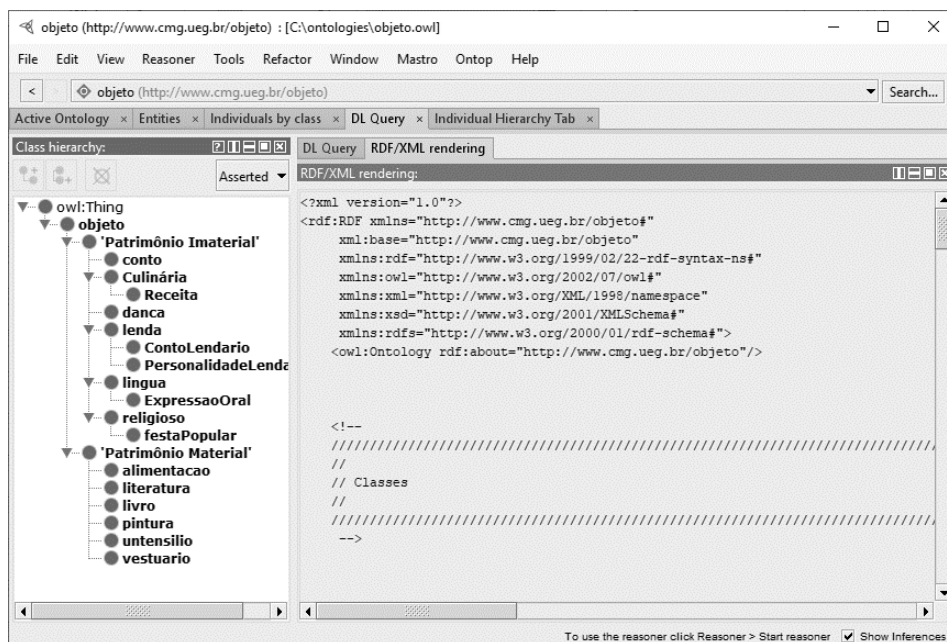 objeto (http://www.cmg.ueg.br/objeto) : [C:\ontologies\objeto.owl]
File Edit View Reasoner Tools Refactor Window Mastro Ontop Help
< > objeto (http://www.cmg.ueg.br/objeto) Search...
Active Ontology × Entities × Individuals by class × DL Query × Individual Hierarchy Tab ×
Class hierarchy:
Asserted
owl:Thing
objeto
'Patrimônio Imaterial'
conto
Culinária
Receita
danca
lenda
ContoLendario
PersonalidadeLenda
lingua
ExpressaoOral
religioso
festaPopular
'Patrimônio Material'
alimentacao
literatura
livro
pintura
untensilio
vestuario
DL Query RDF/XML rendering
RDF/XML rendering:
<?xml version="1.0"?>
<rdf:RDF xmlns="http://www.cmg.ueg.br/objeto#"
xml:base="http://www.cmg.ueg.br/objeto"
xmlns:rdf="http://www.w3.org/1999/02/22-rdf-syntax-ns#"
xmlns:owl="http://www.w3.org/2002/07/owl#"
xmlns:xml="http://www.w3.org/XML/1998/namespace"
xmlns:xsd="http://www.w3.org/2001/XMLSchema#"
xmlns:rdfs="http://www.w3.org/2000/01/rdf-schema#">
<owl:Ontology rdf:about="http://www.cmg.ueg.br/objeto"/>
<!--
///////////////////////////////////////////////////////////////////////////////
//
// Classes
//
///////////////////////////////////////////////////////////////////////////////
-->
To use the reasoner click Reasoner > Start reasoner Show Inferences